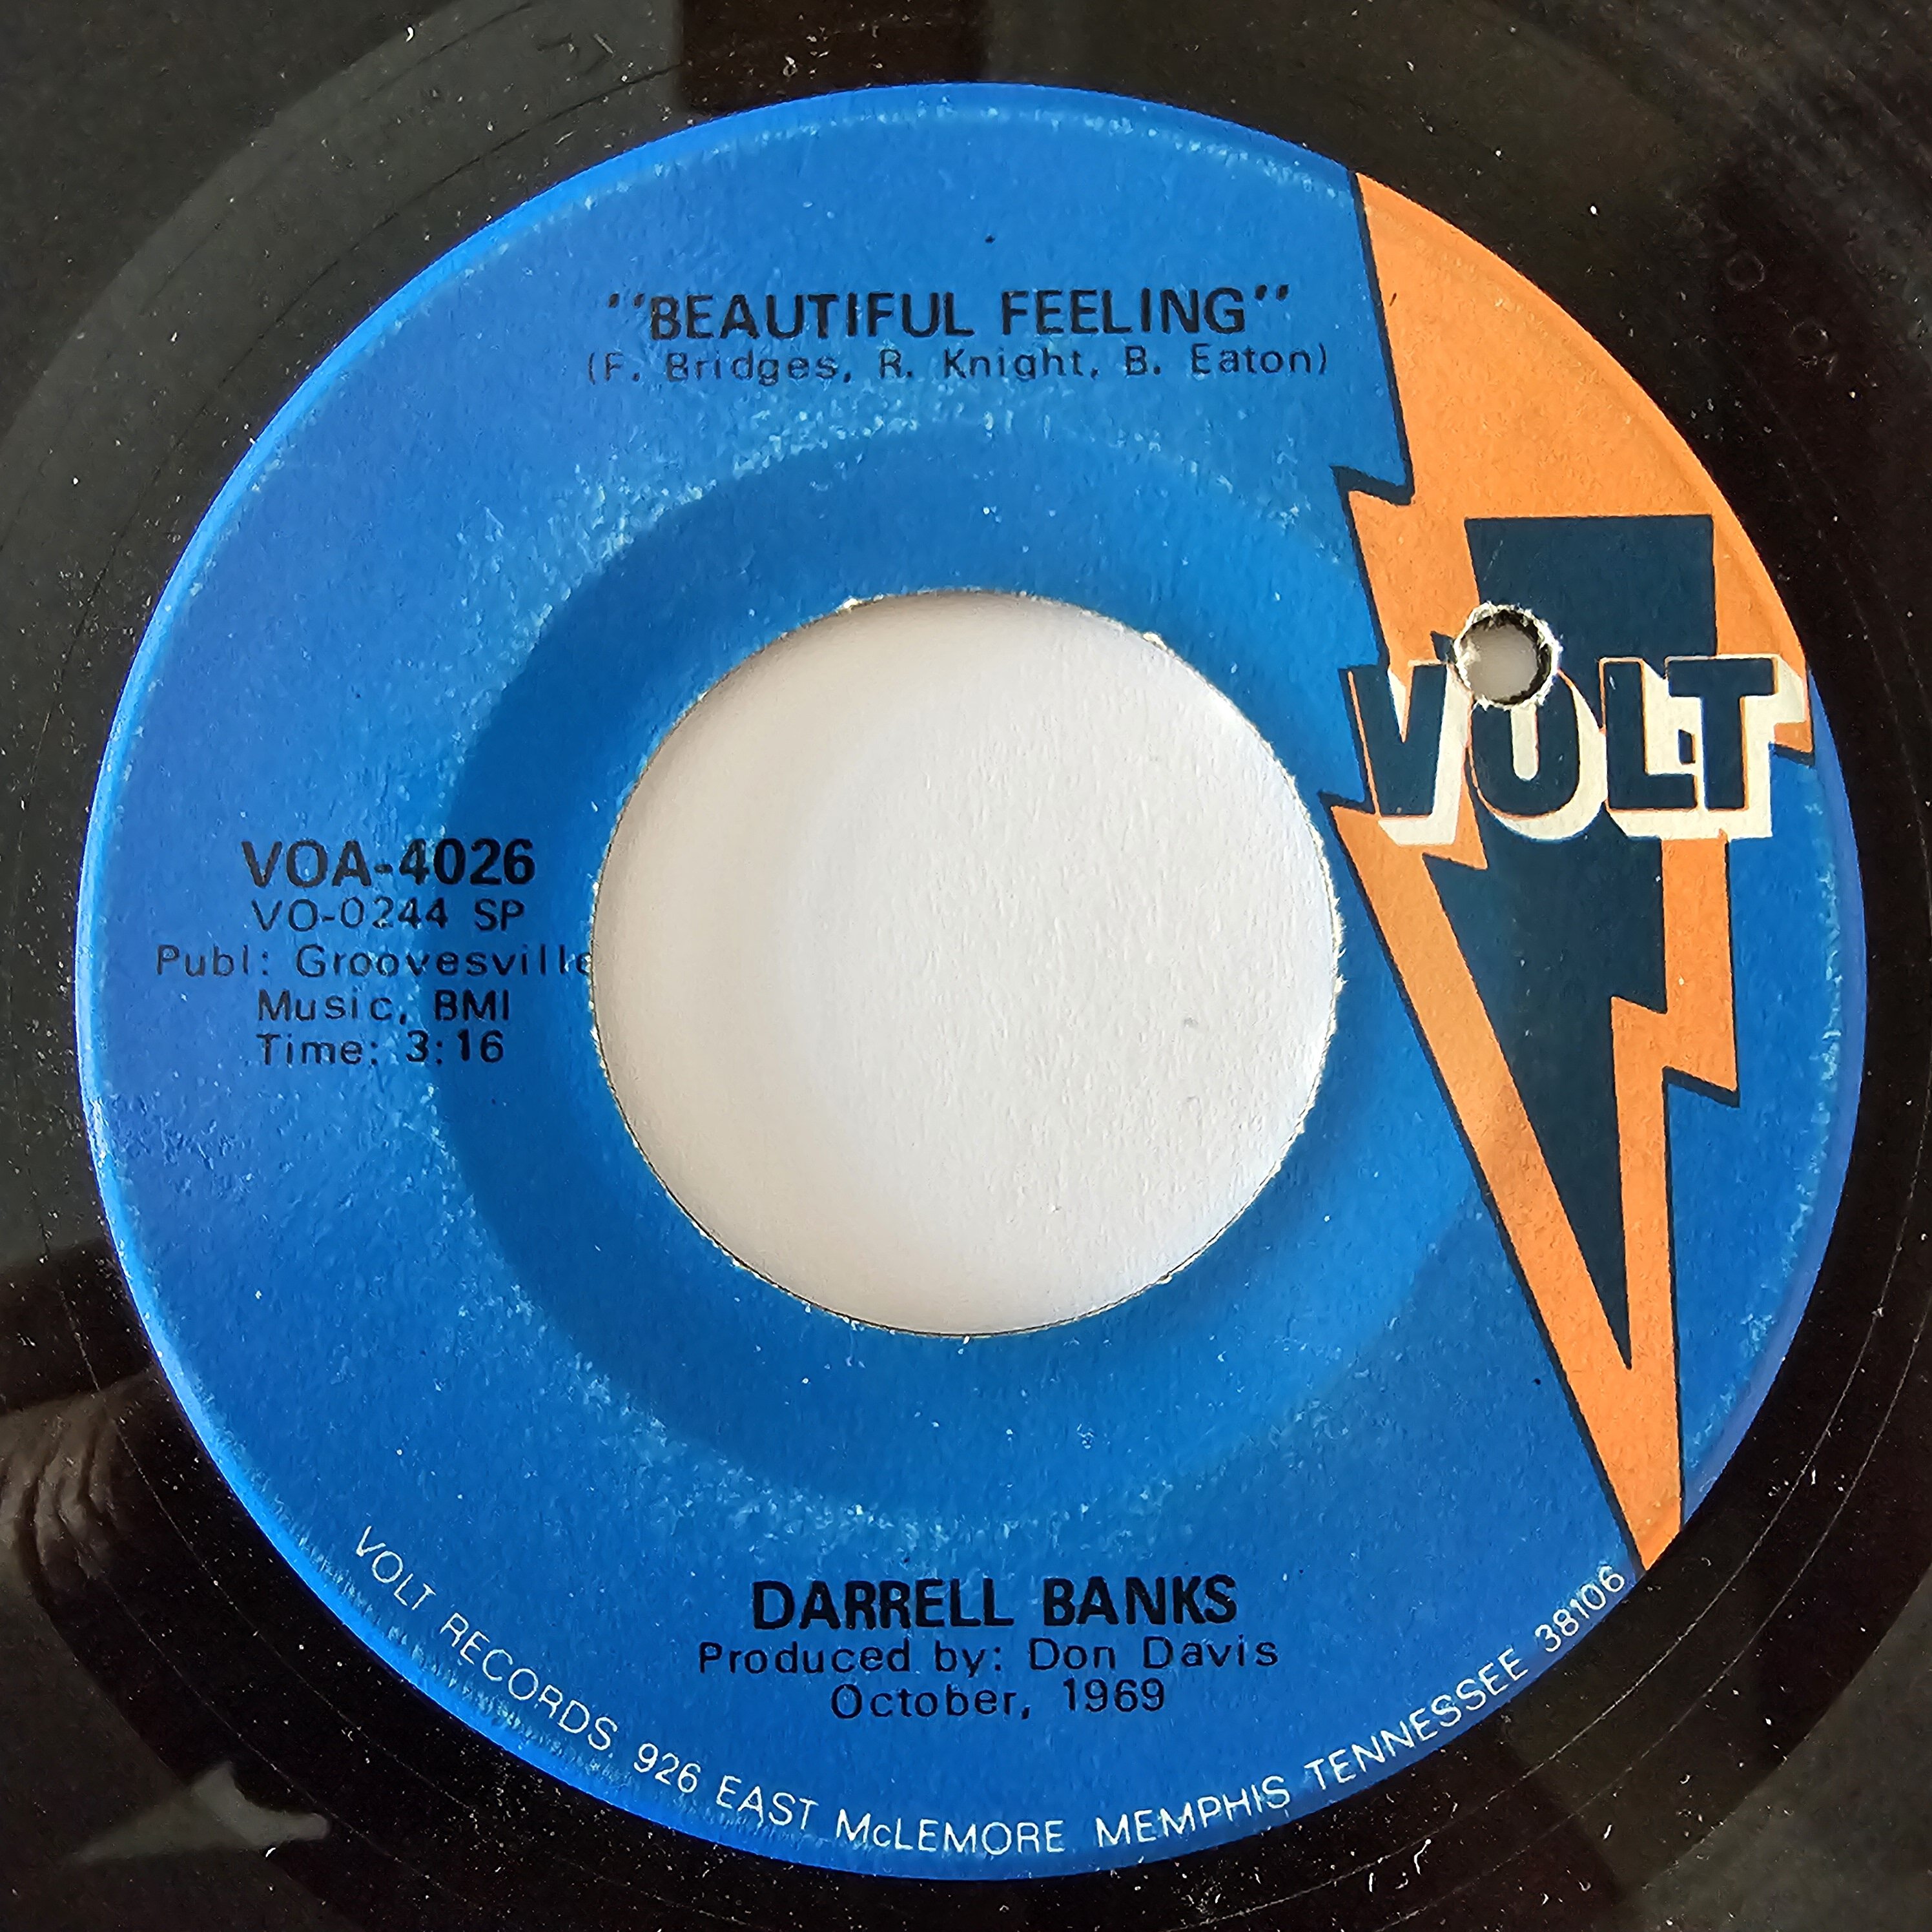 "BEAUTIFUL FEELING"
(F. Bridges, R. Knight, B. Eaton)
VOLT
VOA-4026
VO-0244 SP
Publ: Groovesville
Music, BMI
Time: 3:16
DARRELL BANKS
Produced by: Don Davis
October, 1969
VOLT RECORDS. 926 EAST McLEMORE MEMPHIS TENNESSEE 38106